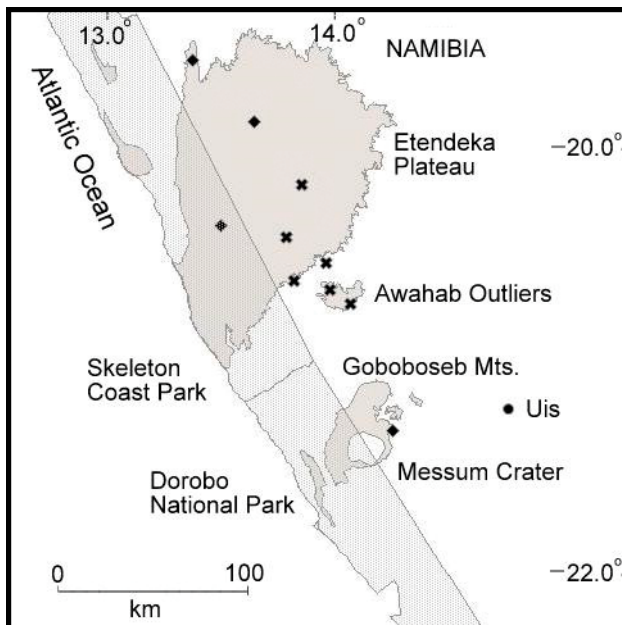 13.0°
14.0°
NAMIBIA
Atlantic Ocean
Etendeka
Plateau
–20.0°
Awahab Outliers
Skeleton
Coast Park
Goboboseb Mts.
Uis
Messum Crater
Dorobo
National Park
0 100
km
–22.0°